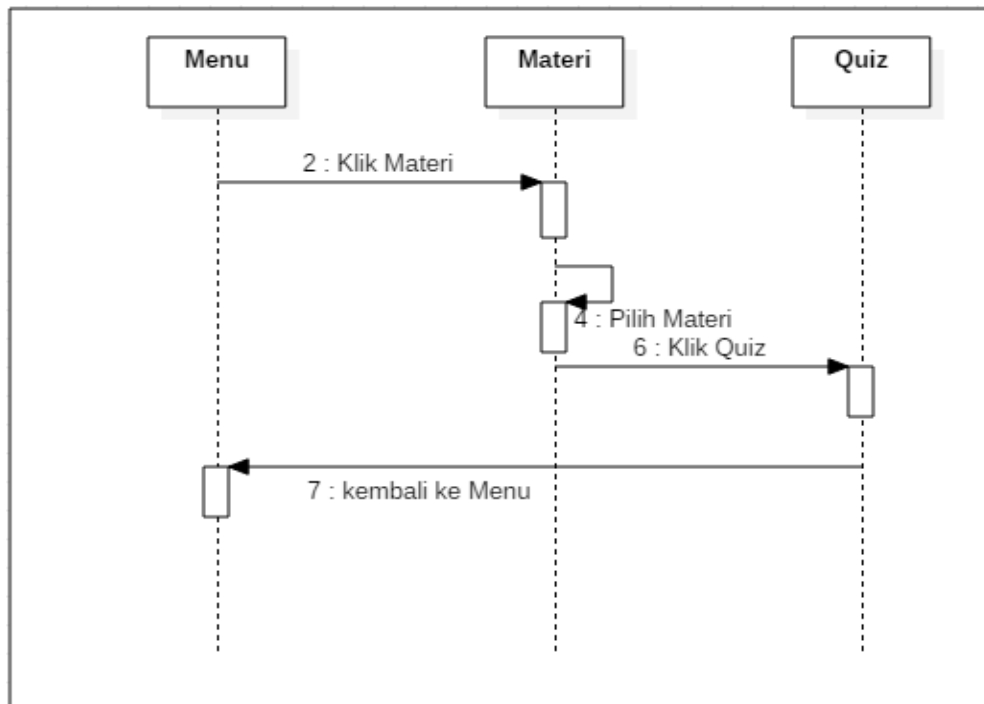 Menu
Materi
Quiz
2 : Klik Materi
4 : Pilih Materi
6 : Klik Quiz
7 : kembali ke Menu